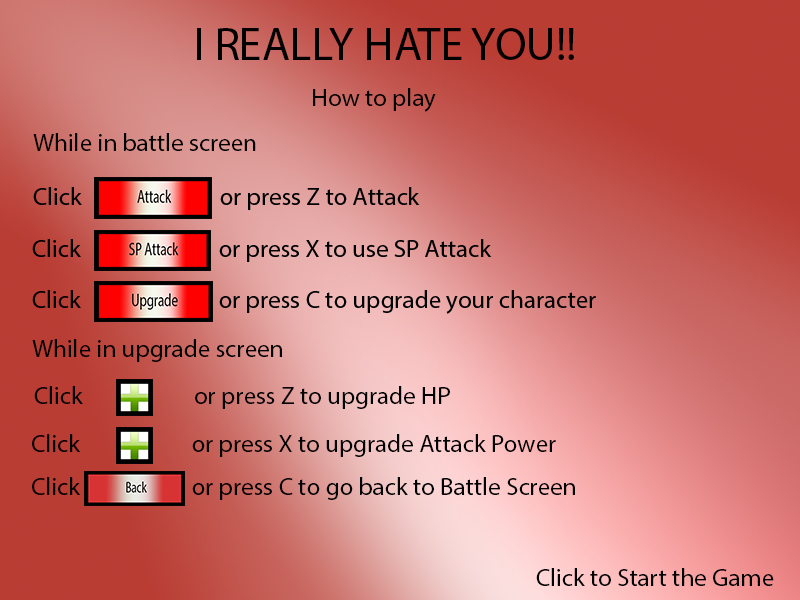 I REALLY HATE YOU!!
How to play
While in battle screen
Click Attack or press Z to Attack
Click SP Attack or press X to use SP Attack
Click Upgrade or press C to upgrade your character
While in upgrade screen
Click or press Z to upgrade HP
Click or press X to upgrade Attack Power
Click Back or press C to go back to Battle Screen
Click to Start the Game